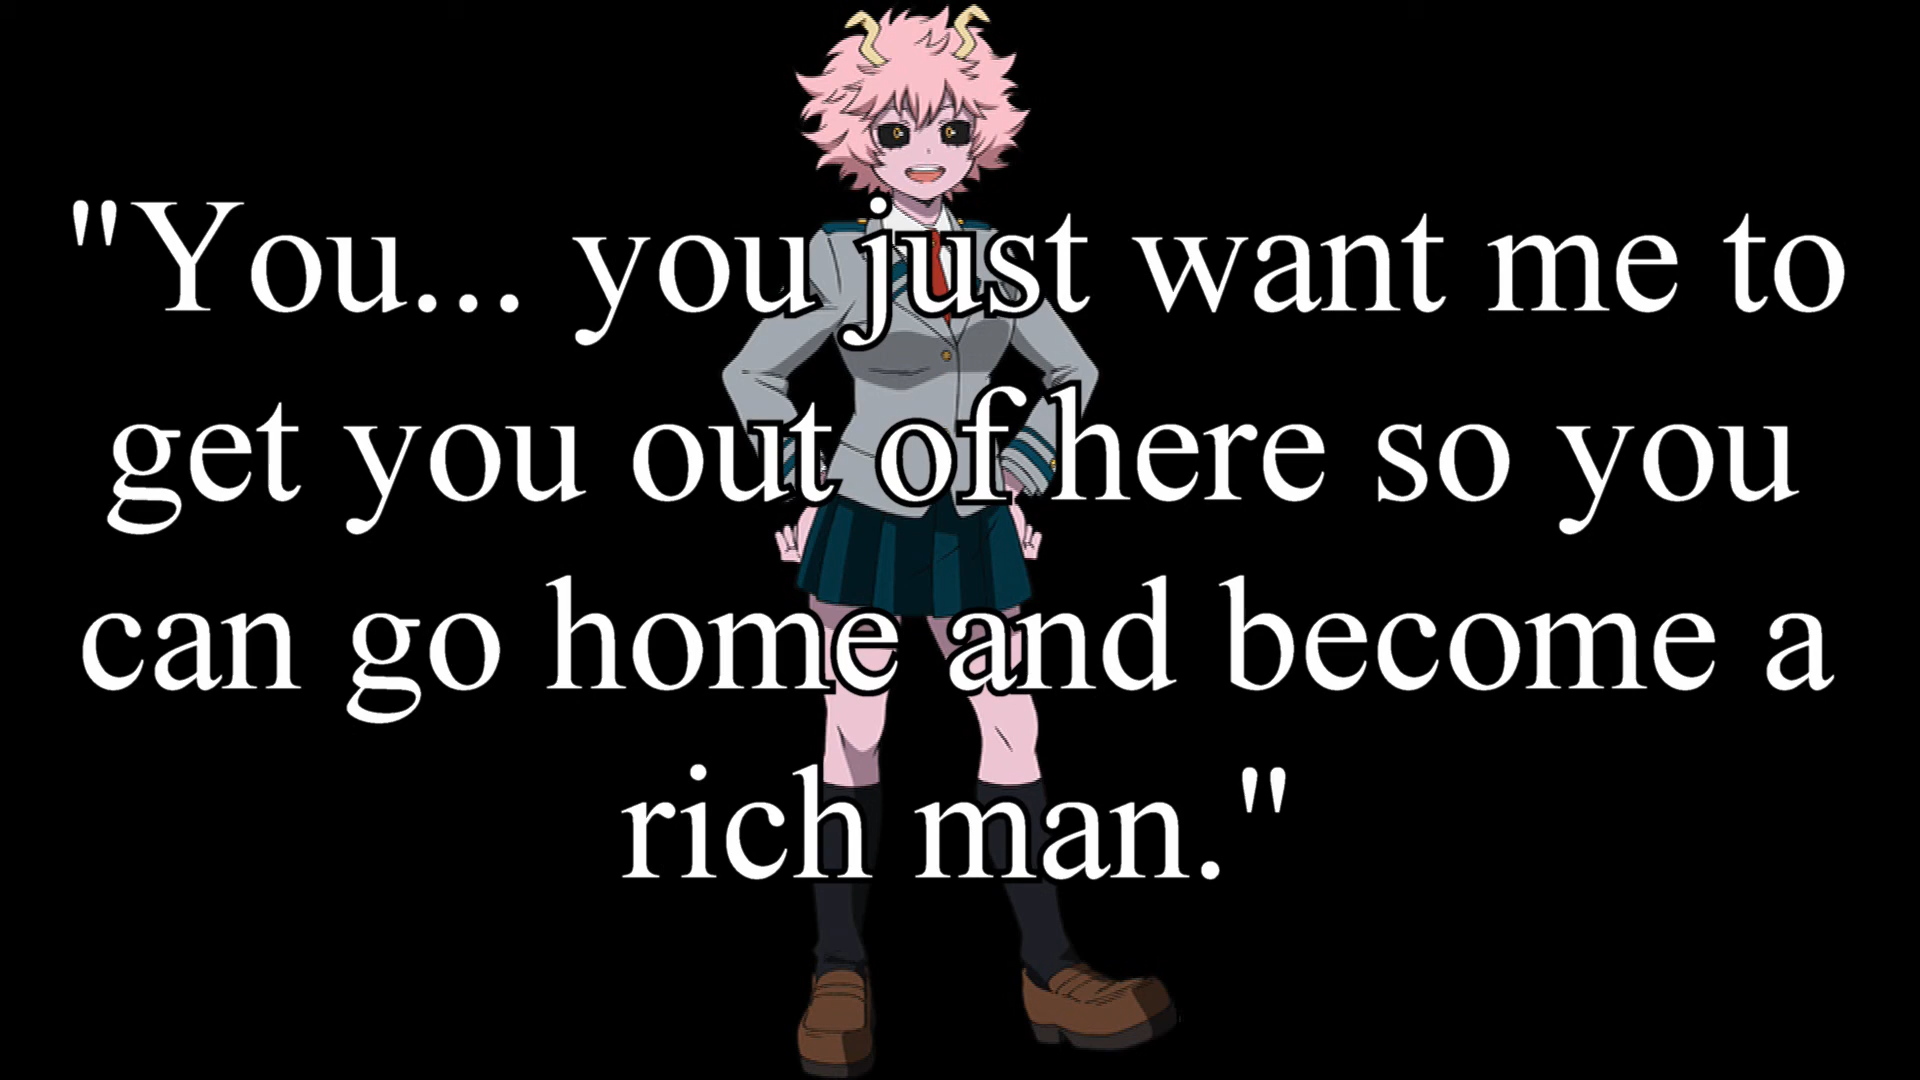 "You... you just want me to
get you out of here so you
can go home and become a
rich man."